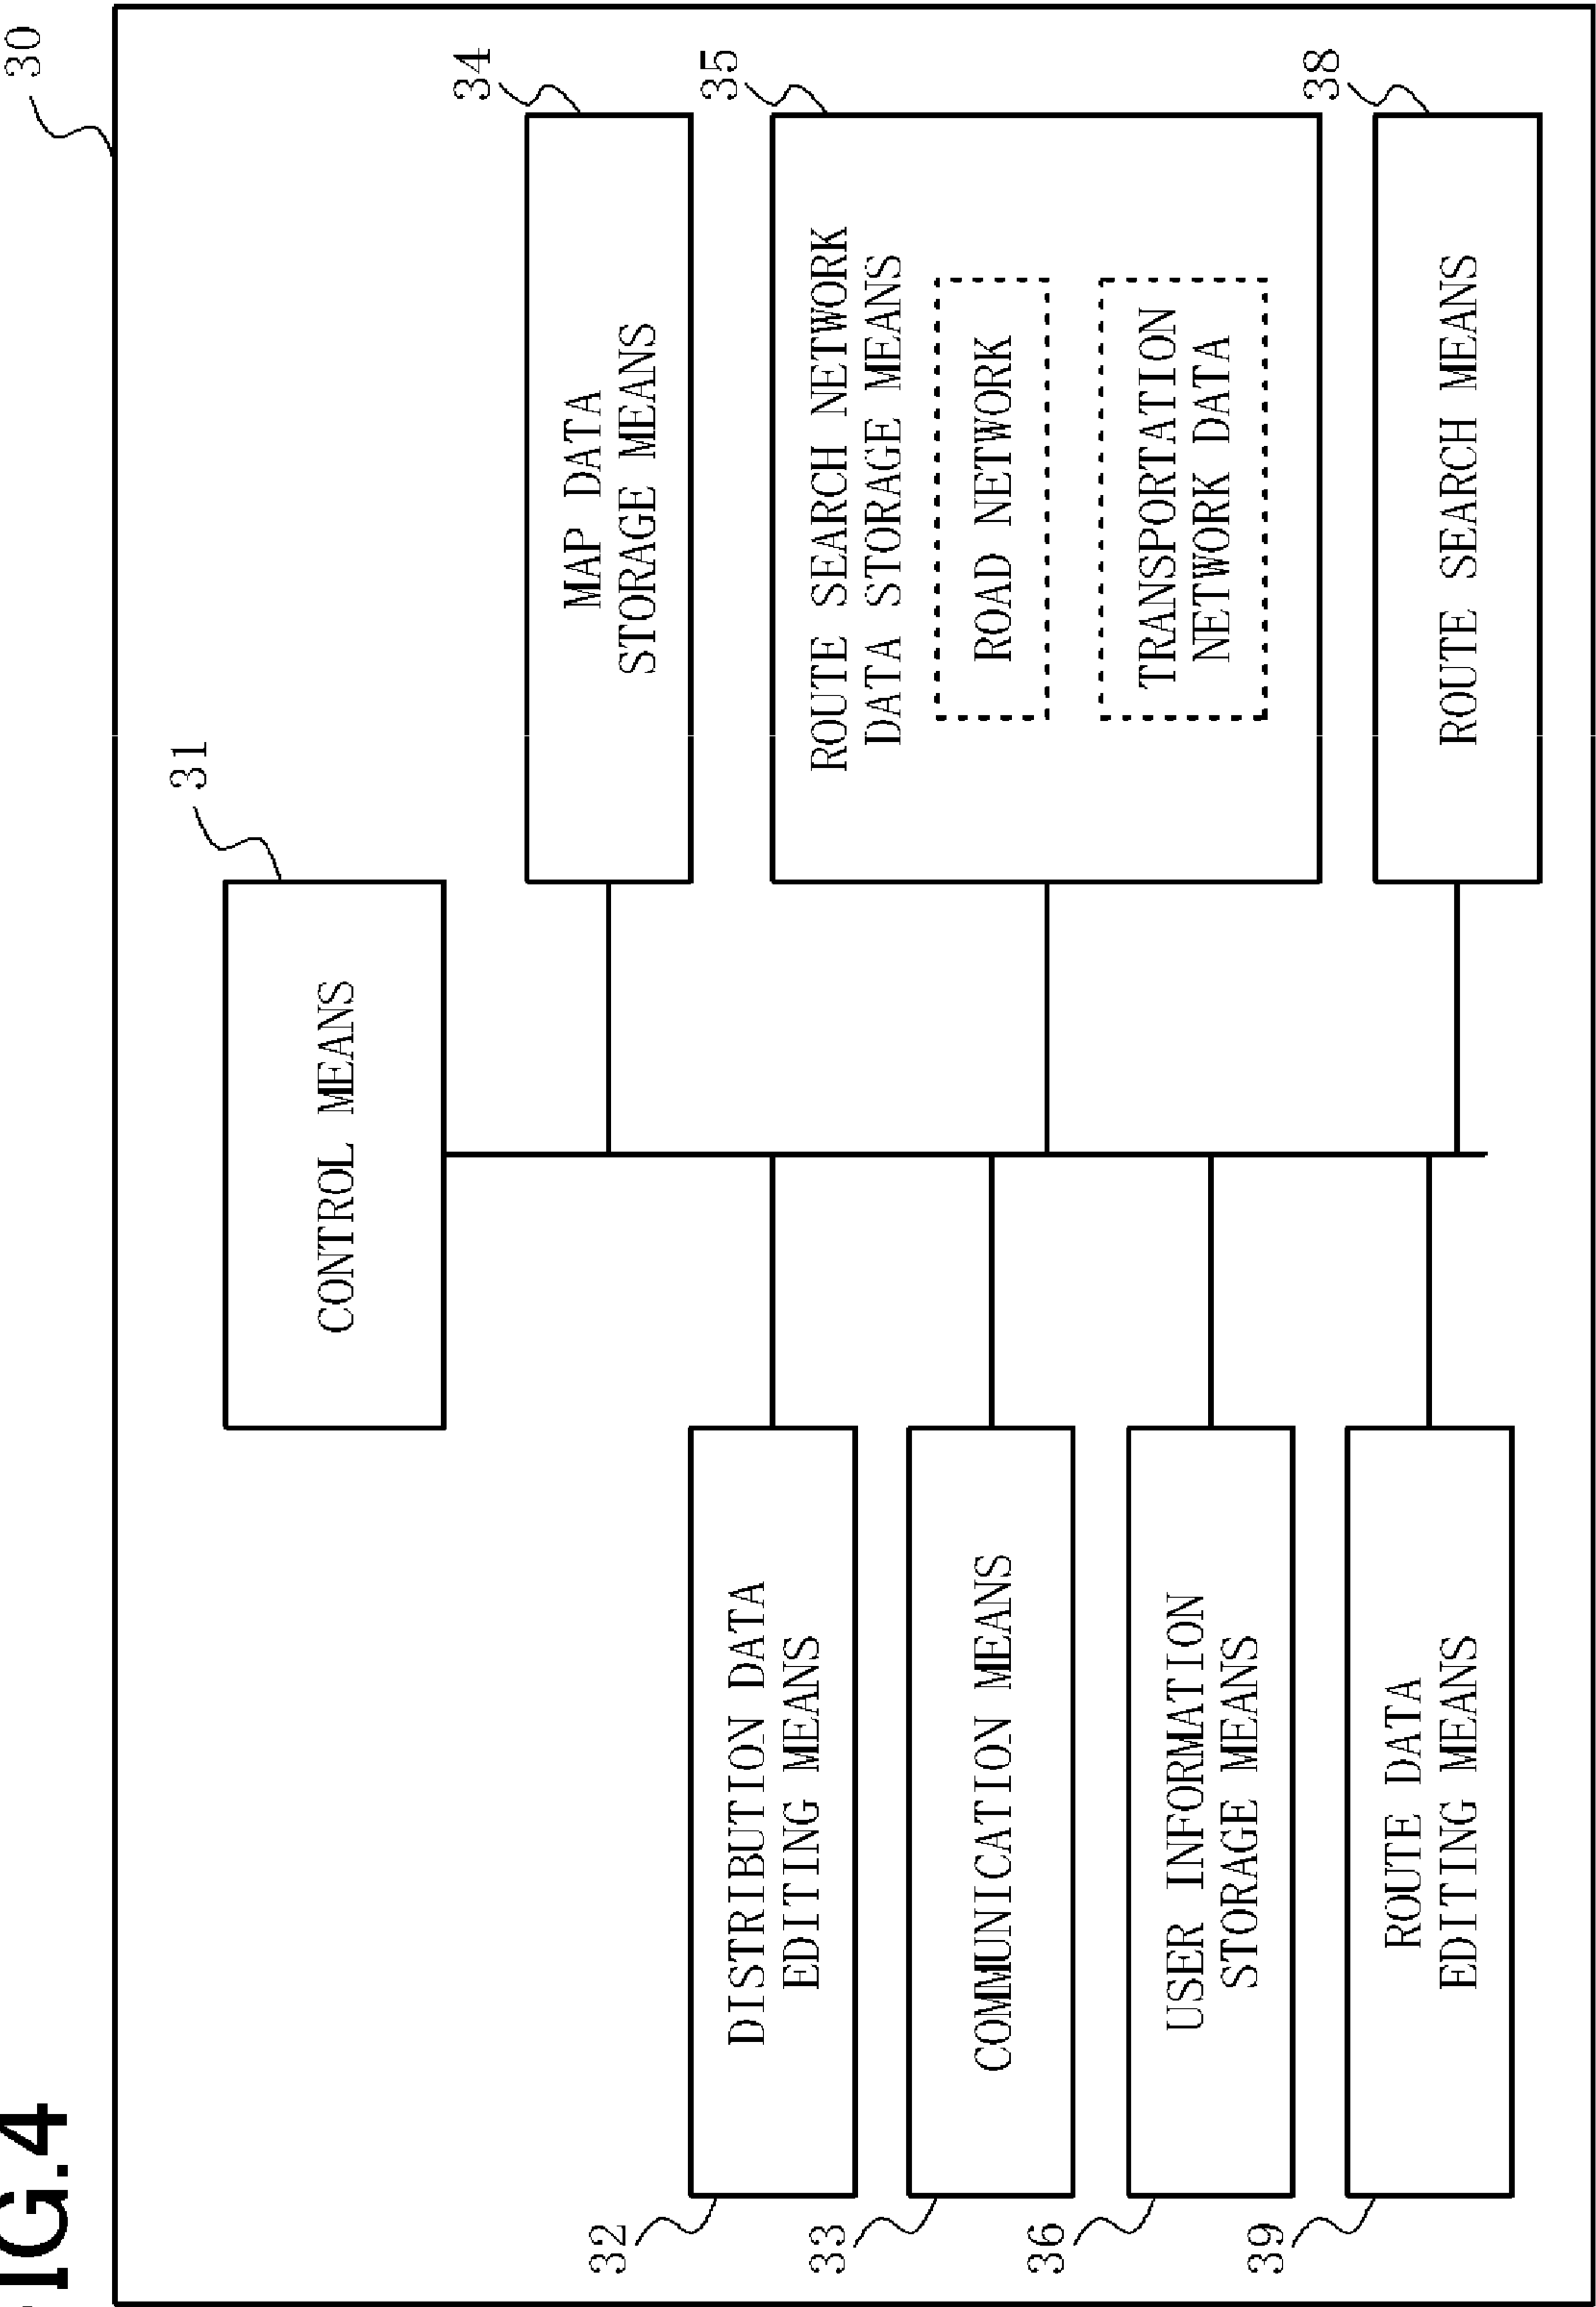 FIG.4
30
31
CONTROL MEANS
34
MAP DATA
STORAGE MEANS
32
DISTRIBUTION DATA
EDITING MEANS
35
ROUTE SEARCH NETWORK
DATA STORAGE MEANS
ROAD NETWORK
TRANSPORTATION
NETWORK DATA
33
COMMUNICATION MEANS
36
USER INFORMATION
STORAGE MEANS
38
ROUTE SEARCH MEANS
39
ROUTE DATA
EDITING MEANS